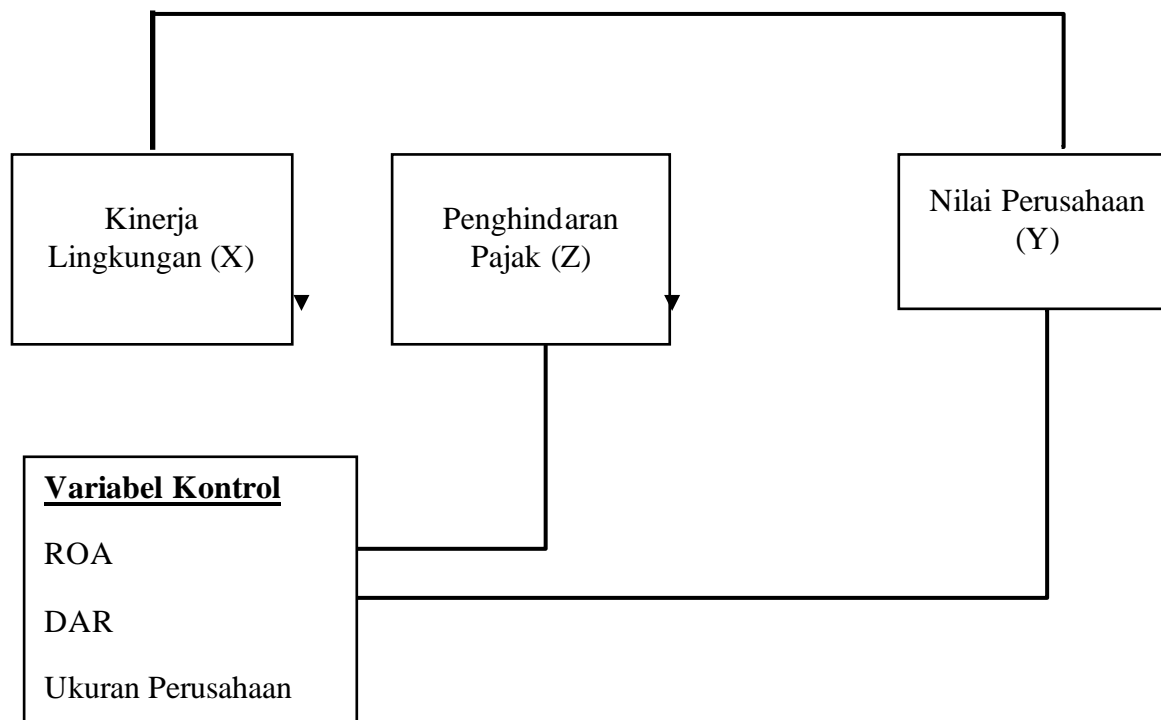 Kinerja
Lingkungan (X)
Penghindaran
Pajak (Z)
Nilai Perusahaan
(Y)
Variabel Kontrol
ROA
DAR
Ukuran Perusahaan